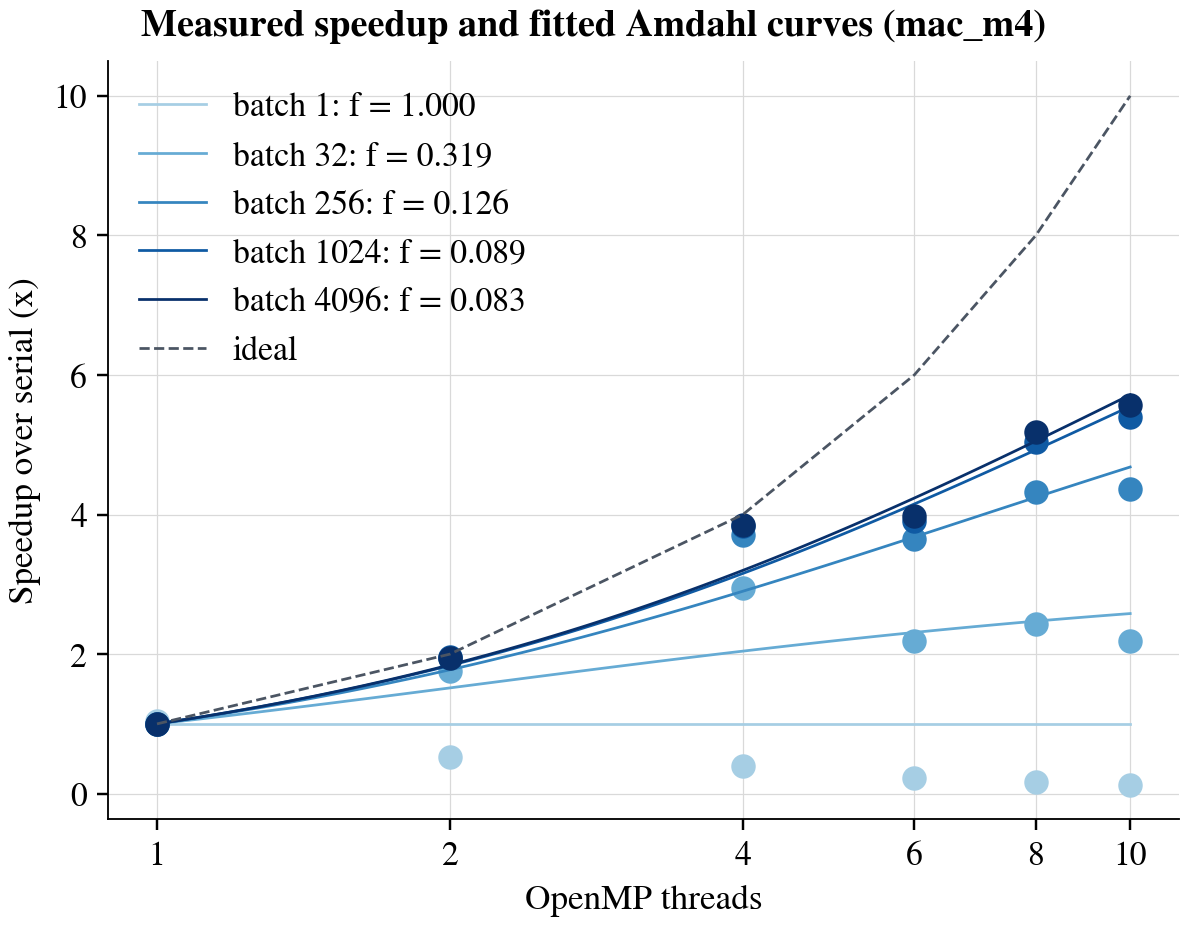 Measured speedup and fitted Amdahl curves (mac_m4)
10
8
6
4
2
0
Speedup over serial (x)
batch 1: f = 1.000
batch 32: f = 0.319
batch 256: f = 0.126
batch 1024: f = 0.089
batch 4096: f = 0.083
ideal
1 2 4 6 8 10
OpenMP threads